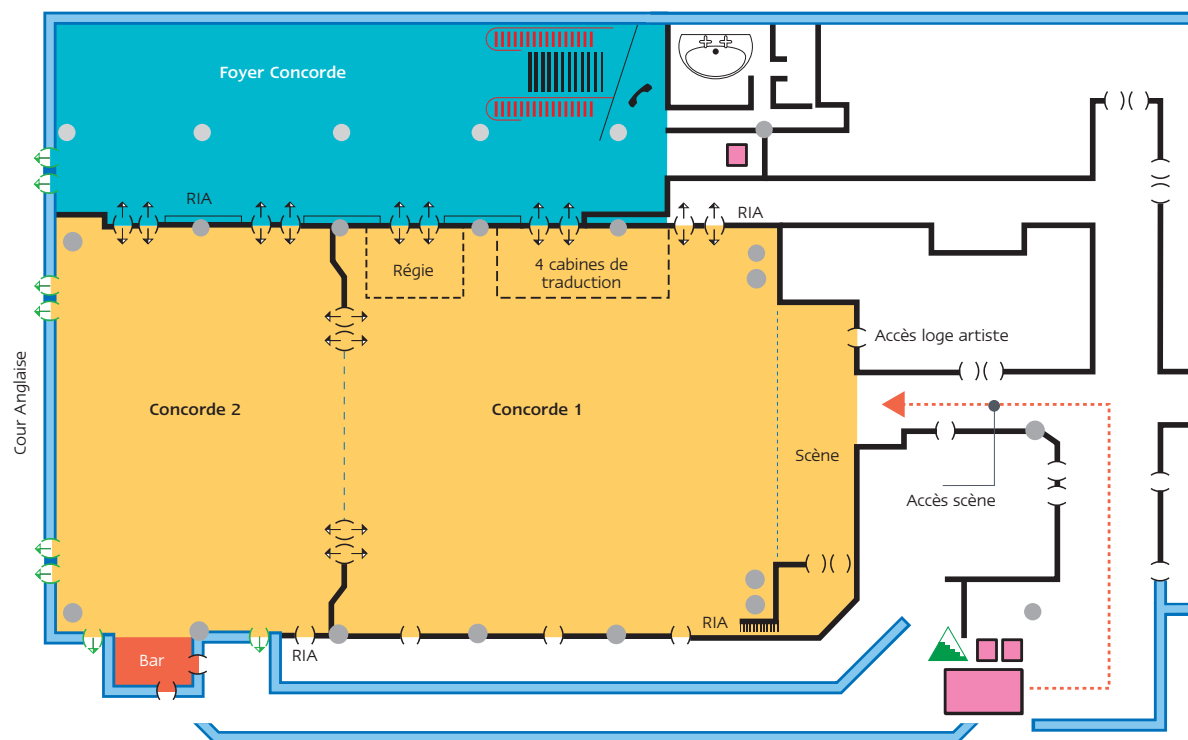 Foyer Concorde
RIA
RIA
Régie
4 cabines de
traduction
Accès loge artiste
Cour Anglaise
Concorde 2
Concorde 1
Scène
Accès scène
RIA
RIA
Bar